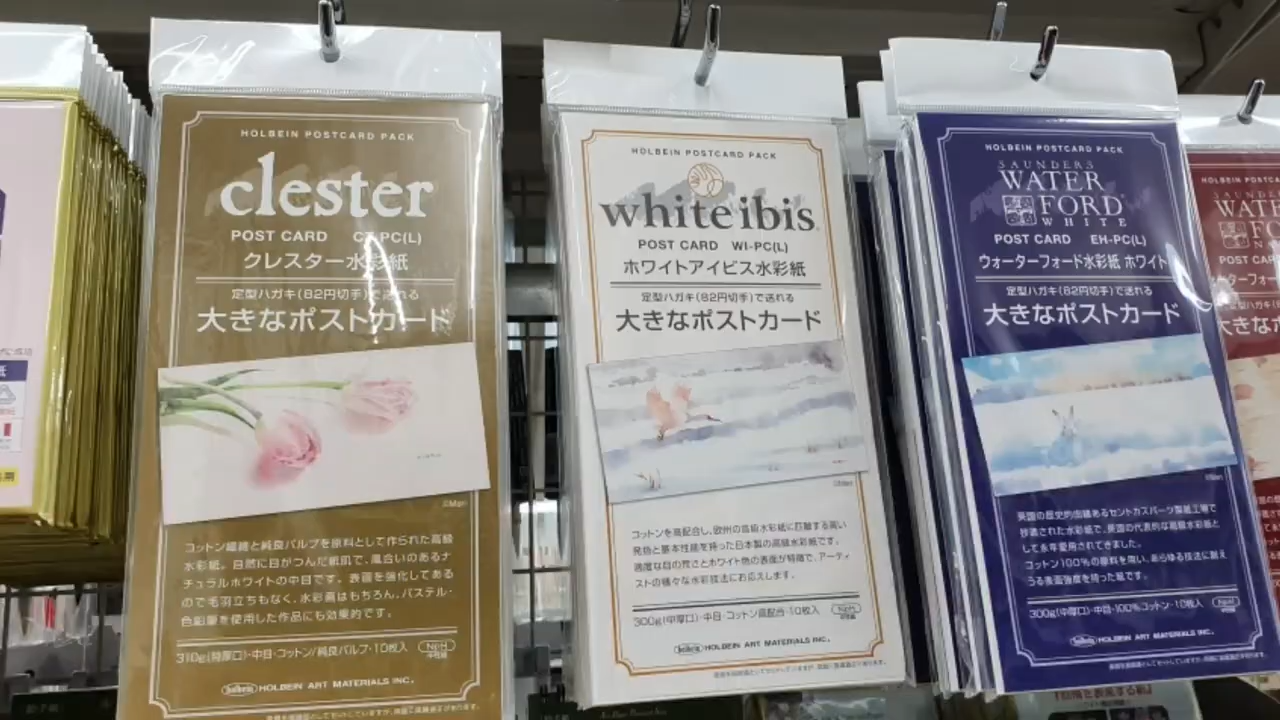 HOLBEIN POSTCARD PACK
clester
POST CARD CT-PC(L)
クレスター水彩紙
定型ハガキ(82円切手)で送れる
大きなポストカード
コットン繊維と純良パルプを原料として作られた高級
水彩紙。自然に目がつんだ紙肌で、風合いのあるナ
チュラルホワイトの中目です。表面を強化してある
ので毛羽立ちもなく、水彩画はもちろん、パステル・
色鉛筆を使用した作品にも効果的です。
310g(特厚口)・中目・コットン/純良パルプ・10枚入 NpH 中性紙
holbein HOLBEIN ART MATERIALS INC.
HOLBEIN POSTCARD PACK
white ibis
POST CARD WI-PC(L)
ホワイトアイビス水彩紙
定型ハガキ(82円切手)で送れる
大きなポストカード
コットンを高配合し、欧州の高級水彩紙に匹敵する高い
発色と基本性能を持った日本製の高級水彩紙です。
適度な目の荒さとホワイト色の表面が特徴で、アーティ
ストの様々な水彩技法にお応えします。
300g(中厚口)・中目・コットン高配合・10枚入 NpH 中性紙
holbein HOLBEIN ART MATERIALS INC.
HOLBEIN POSTCARD PACK
SAUNDERS
WATER
FORD
WHITE
POST CARD EH-PC(L)
ウォーターフォード水彩紙 ホワイト
定型ハガキ(82円切手)で送れる
大きなポストカード
英国の歴史的由緒あるセントカスバーツ製紙工場で
抄造された水彩紙で、英国の代表的な高級水彩紙と
して永年愛用されてきました。
コットン100%の原料を用い、あらゆる技法に耐え
うる表面強度を持った紙です。
300g(中厚口)・中目・100%コットン・10枚入 NpH 中性紙
holbein HOLBEIN ART MATERIALS INC.
HOLBEIN POST
SAUNDERS
WAT
POST CAR